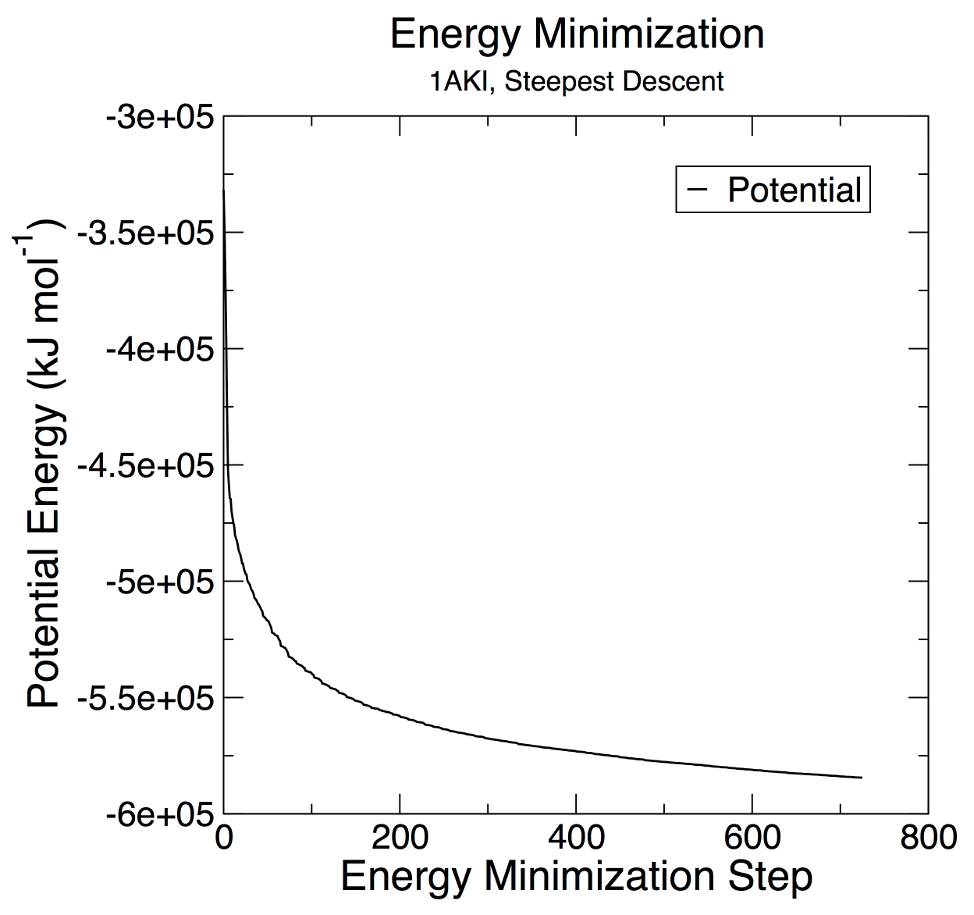 Energy Minimization
1AKI, Steepest Descent
-3e+05
Potential
-3.5e+05
-4e+05
-4.5e+05
-5e+05
-5.5e+05
-6e+05
Potential Energy (kJ mol⁻¹)
0 200 400 600 800
Energy Minimization Step